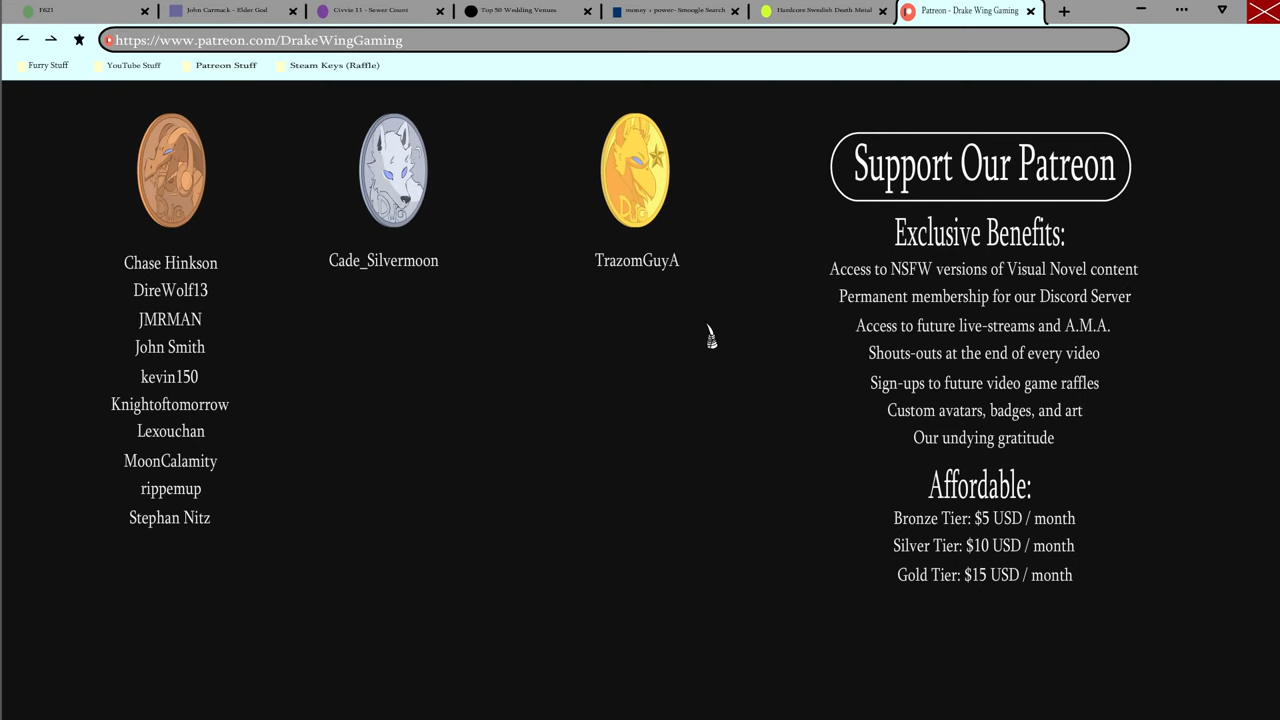 F621
John Carmack - Elder God
Civvie 11 - Sewer Count
Top 50 Wedding Venues
money + power- Smoogle Search
Hardcore Swedish Death Metal
Patreon - Drake Wing Gaming
https://www.patreon.com/DrakeWingGaming
Furry Stuff
YouTube Stuff
Patreon Stuff
Steam Keys (Raffle)
Chase Hinkson
DireWolf13
JMRMAN
John Smith
kevin150
Knightoftomorrow
Lexouchan
MoonCalamity
rippemup
Stephan Nitz
Cade_Silvermoon
TrazomGuyA
Support Our Patreon
Exclusive Benefits:
Access to NSFW versions of Visual Novel content
Permanent membership for our Discord Server
Access to future live-streams and A.M.A.
Shouts-outs at the end of every video
Sign-ups to future video game raffles
Custom avatars, badges, and art
Our undying gratitude
Affordable:
Bronze Tier: $5 USD / month
Silver Tier: $10 USD / month
Gold Tier: $15 USD / month